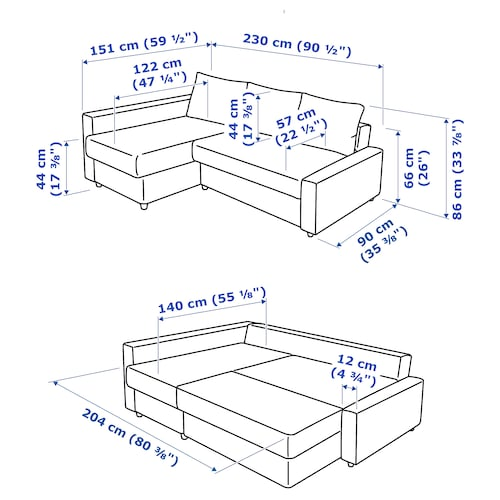 151 cm (59 ½")
230 cm (90 ½")
122 cm
(47 ¼")
44 cm
(17 ⅜")
57 cm
(22 ½")
44 cm
(17 ⅜")
66 cm
(26")
86 cm (33 ⅞")
90 cm
(35 ⅜")
140 cm (55 ⅛")
12 cm
(4 ¾")
204 cm (80 ⅜")